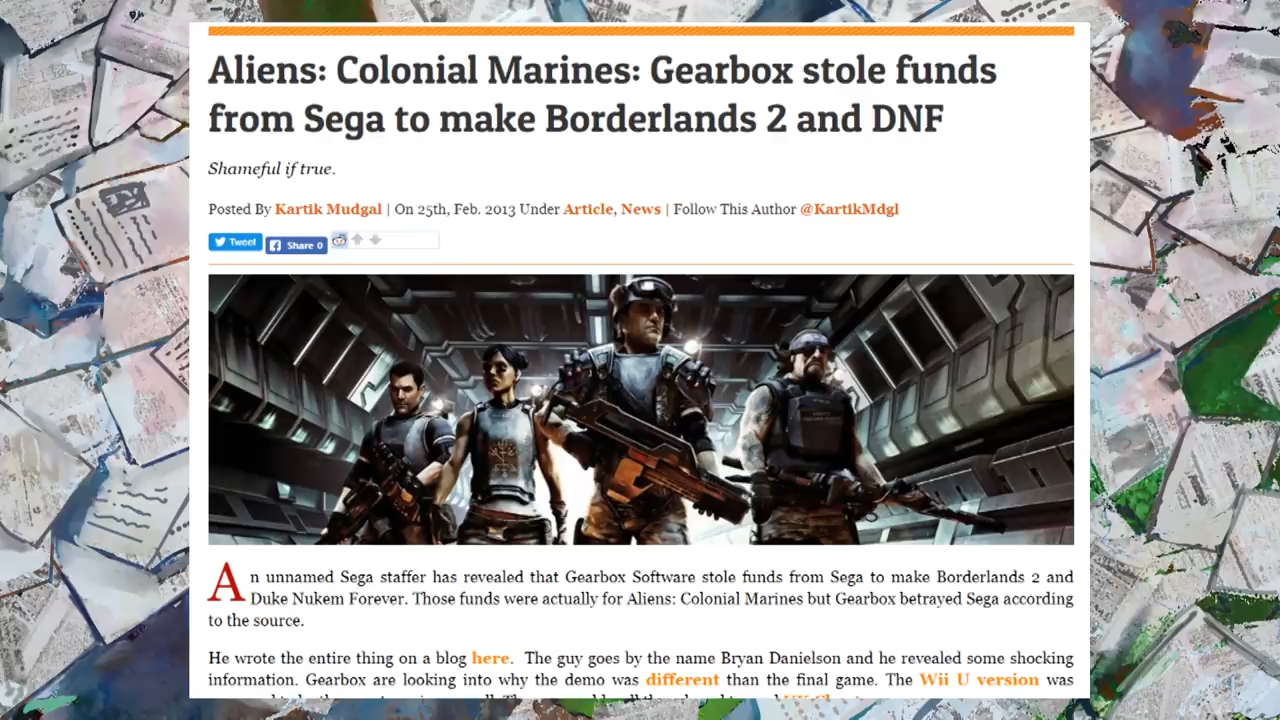 Aliens: Colonial Marines: Gearbox stole funds
from Sega to make Borderlands 2 and DNF
Shameful if true.
Posted By Kartik Mudgal | On 25th, Feb. 2013 Under Article, News | Follow This Author @KartikMdgl
Tweet Share 0
An unnamed Sega staffer has revealed that Gearbox Software stole funds from Sega to make Borderlands 2 and
Duke Nukem Forever. Those funds were actually for Aliens: Colonial Marines but Gearbox betrayed Sega according
to the source.
He wrote the entire thing on a blog here. The guy goes by the name Bryan Danielson and he revealed some shocking
information. Gearbox are looking into why the demo was different than the final game. The Wii U version was